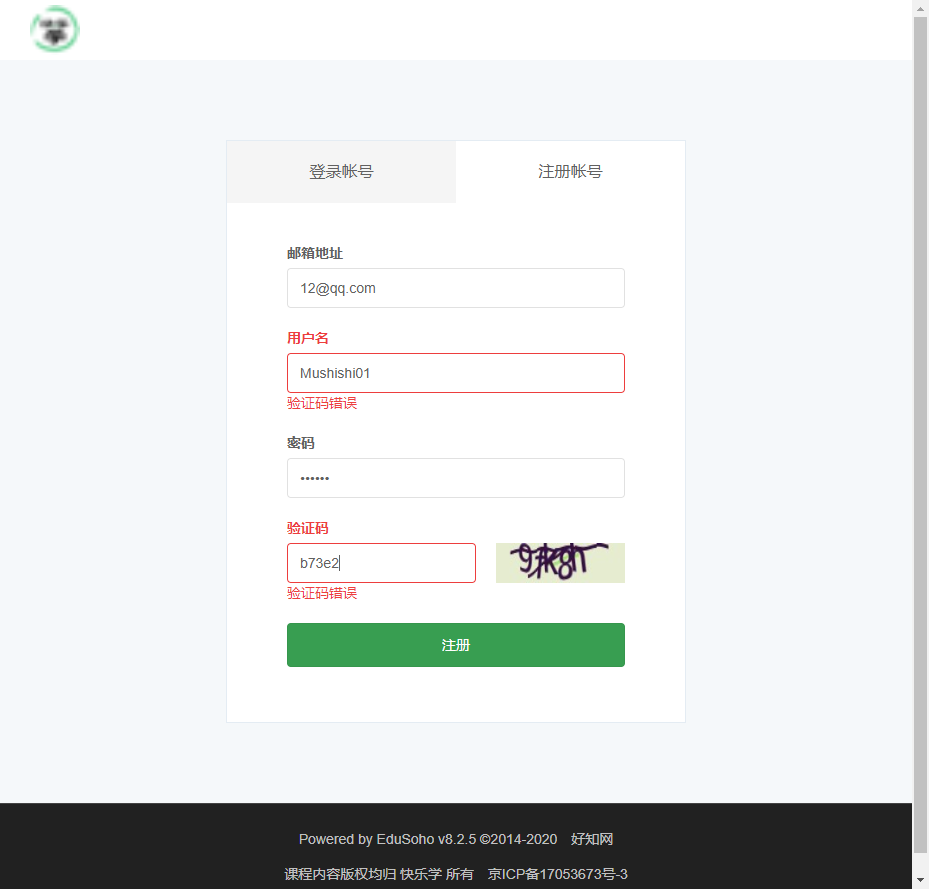 登录帐号
注册帐号
邮箱地址
12@qq.com
用户名
Mushishi01
验证码错误
密码
••••••
验证码
b73e2
验证码错误
注册
Powered by EduSoho v8.2.5 ©2014-2020 好知网
课程内容版权均归 快乐学 所有 京ICP备17053673号-3